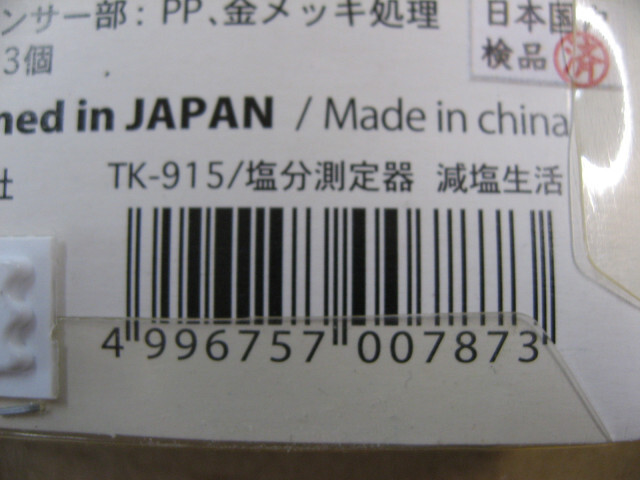 ンサー部：PP、金メッキ処理
3個
日本国内
検品 済
ned in JAPAN / Made in china
社
TK-915/塩分測定器 減塩生活
4 996757 007873